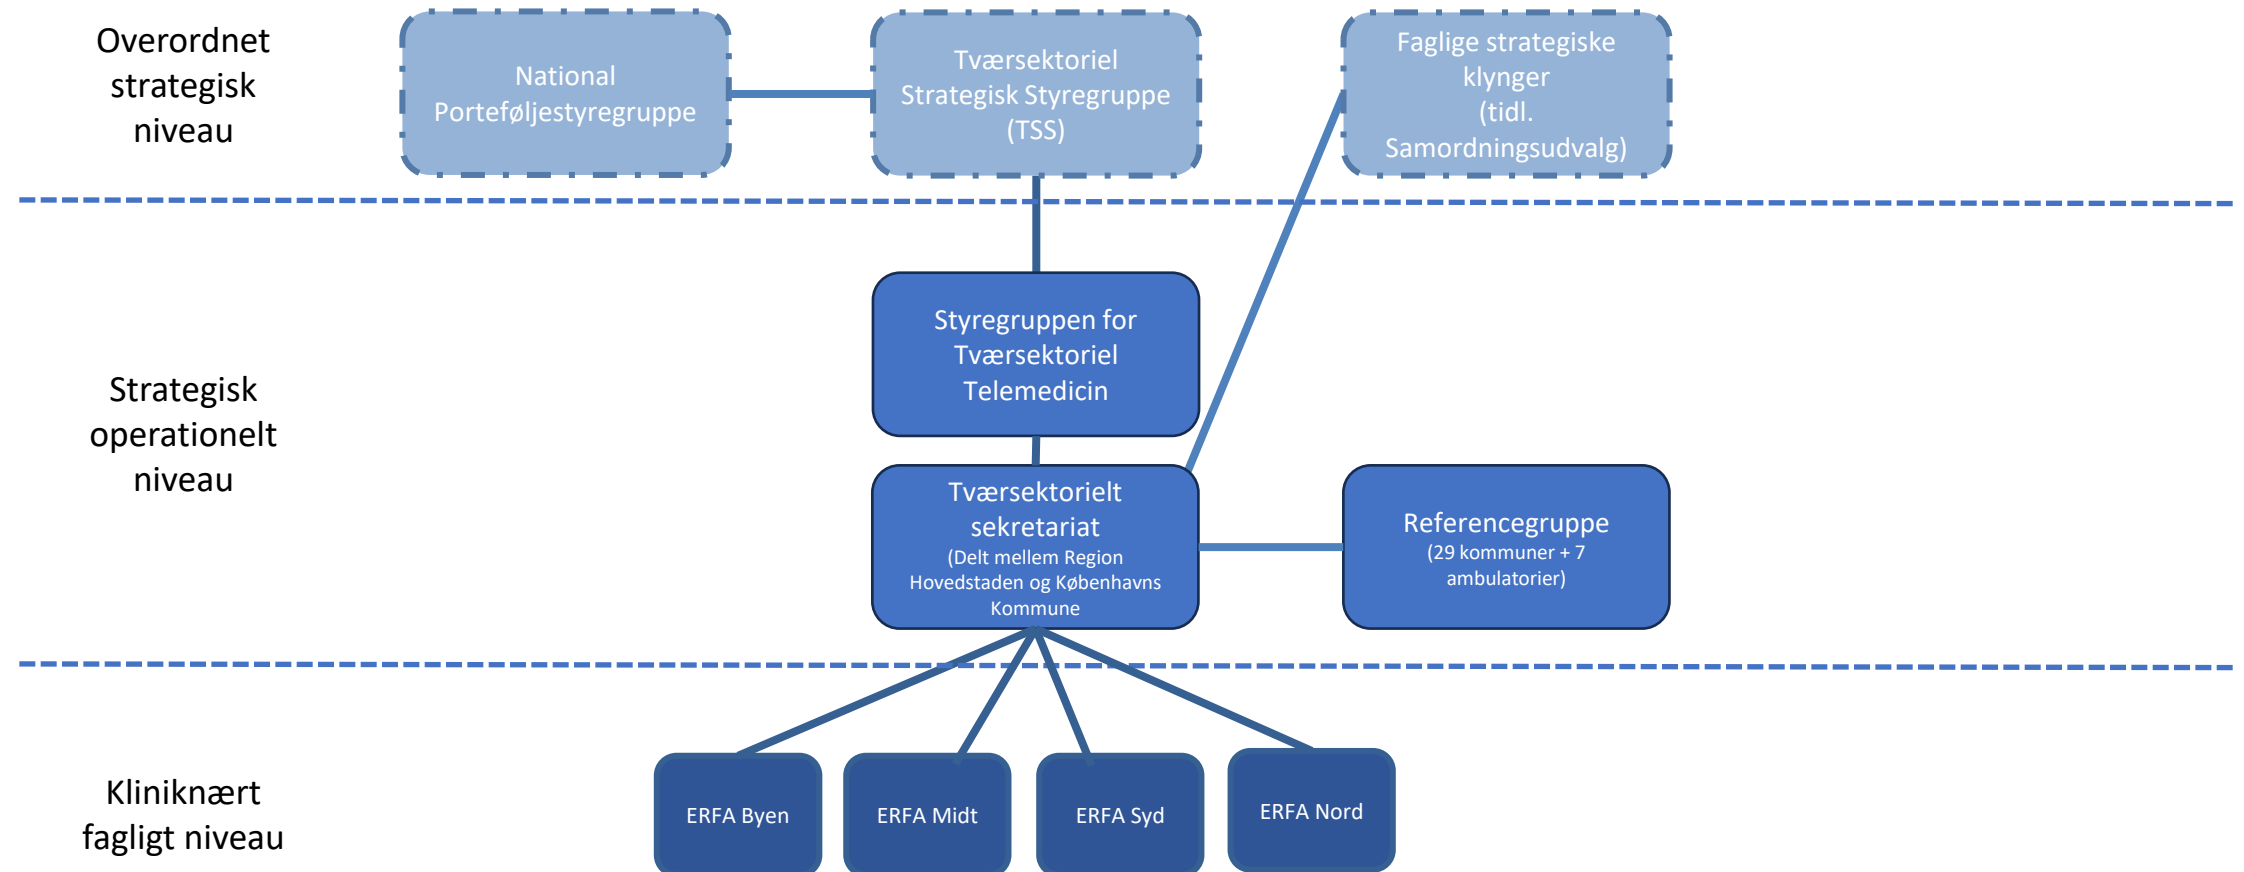 Overordnet
strategisk
niveau
National
Porteføljestyregruppe
Tværsektoriel
Strategisk Styregruppe
(TSS)
Faglige strategiske
klynger
(tidl.
Samordningsudvalg)
Strategisk
operationelt
niveau
Styregruppen for
Tværsektoriel
Telemedicin
Tværsektorielt
sekretariat
(Delt mellem Region
Hovedstaden og Københavns
Kommune
Referencegruppe
(29 kommuner + 7
ambulatorier)
Kliniknært
fagligt niveau
ERFA Byen
ERFA Midt
ERFA Syd
ERFA Nord